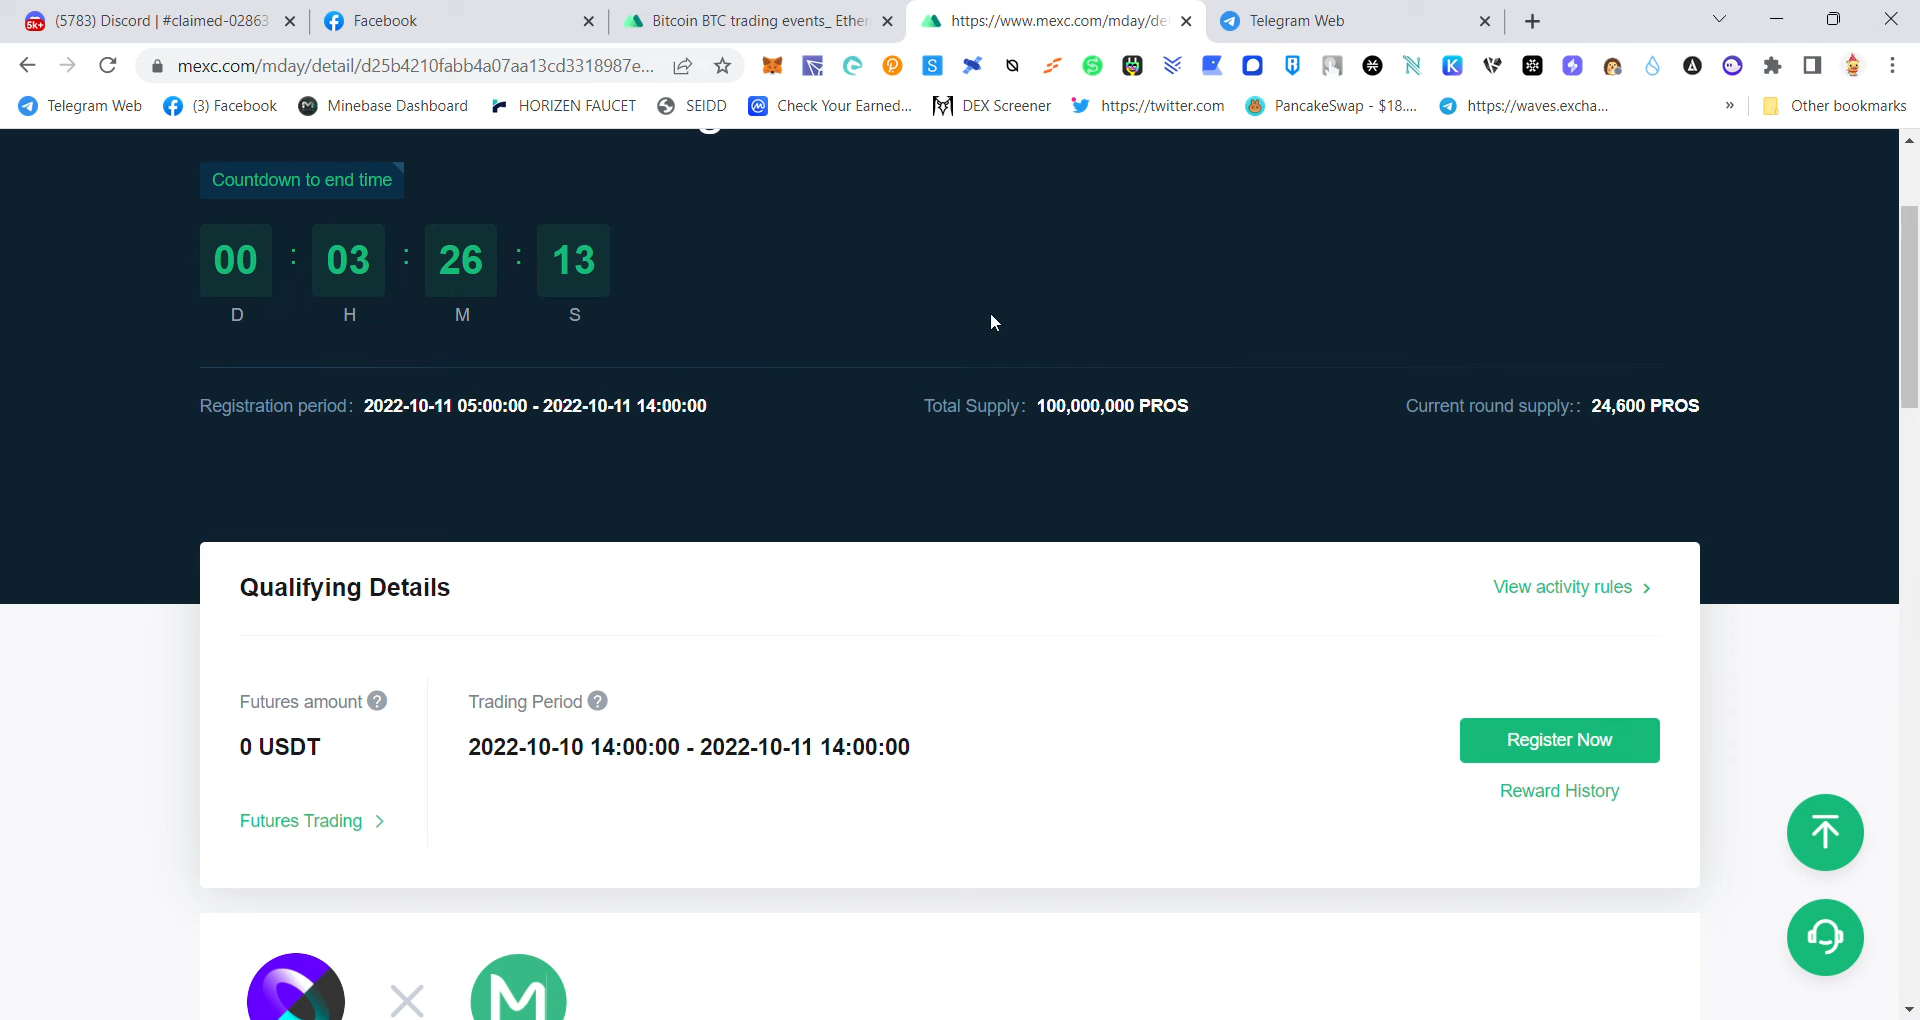 (5783) Discord | #claimed-02863
Facebook
Bitcoin BTC trading events_ Ether
https://www.mexc.com/mday/de
Telegram Web
mexc.com/mday/detail/d25b4210fabb4a07aa13cd3318987e...
Telegram Web
(3) Facebook
Minebase Dashboard
HORIZEN FAUCET
SEIDD
Check Your Earned...
DEX Screener
https://twitter.com
PancakeSwap - $18....
https://waves.excha...
»
Other bookmarks
Countdown to end time
00 : 03 : 26 : 13
D H M S
Registration period: 2022-10-11 05:00:00 - 2022-10-11 14:00:00
Total Supply: 100,000,000 PROS
Current round supply:: 24,600 PROS
Qualifying Details
View activity rules >
Futures amount ?
Trading Period ?
0 USDT
2022-10-10 14:00:00 - 2022-10-11 14:00:00
Register Now
Reward History
Futures Trading >